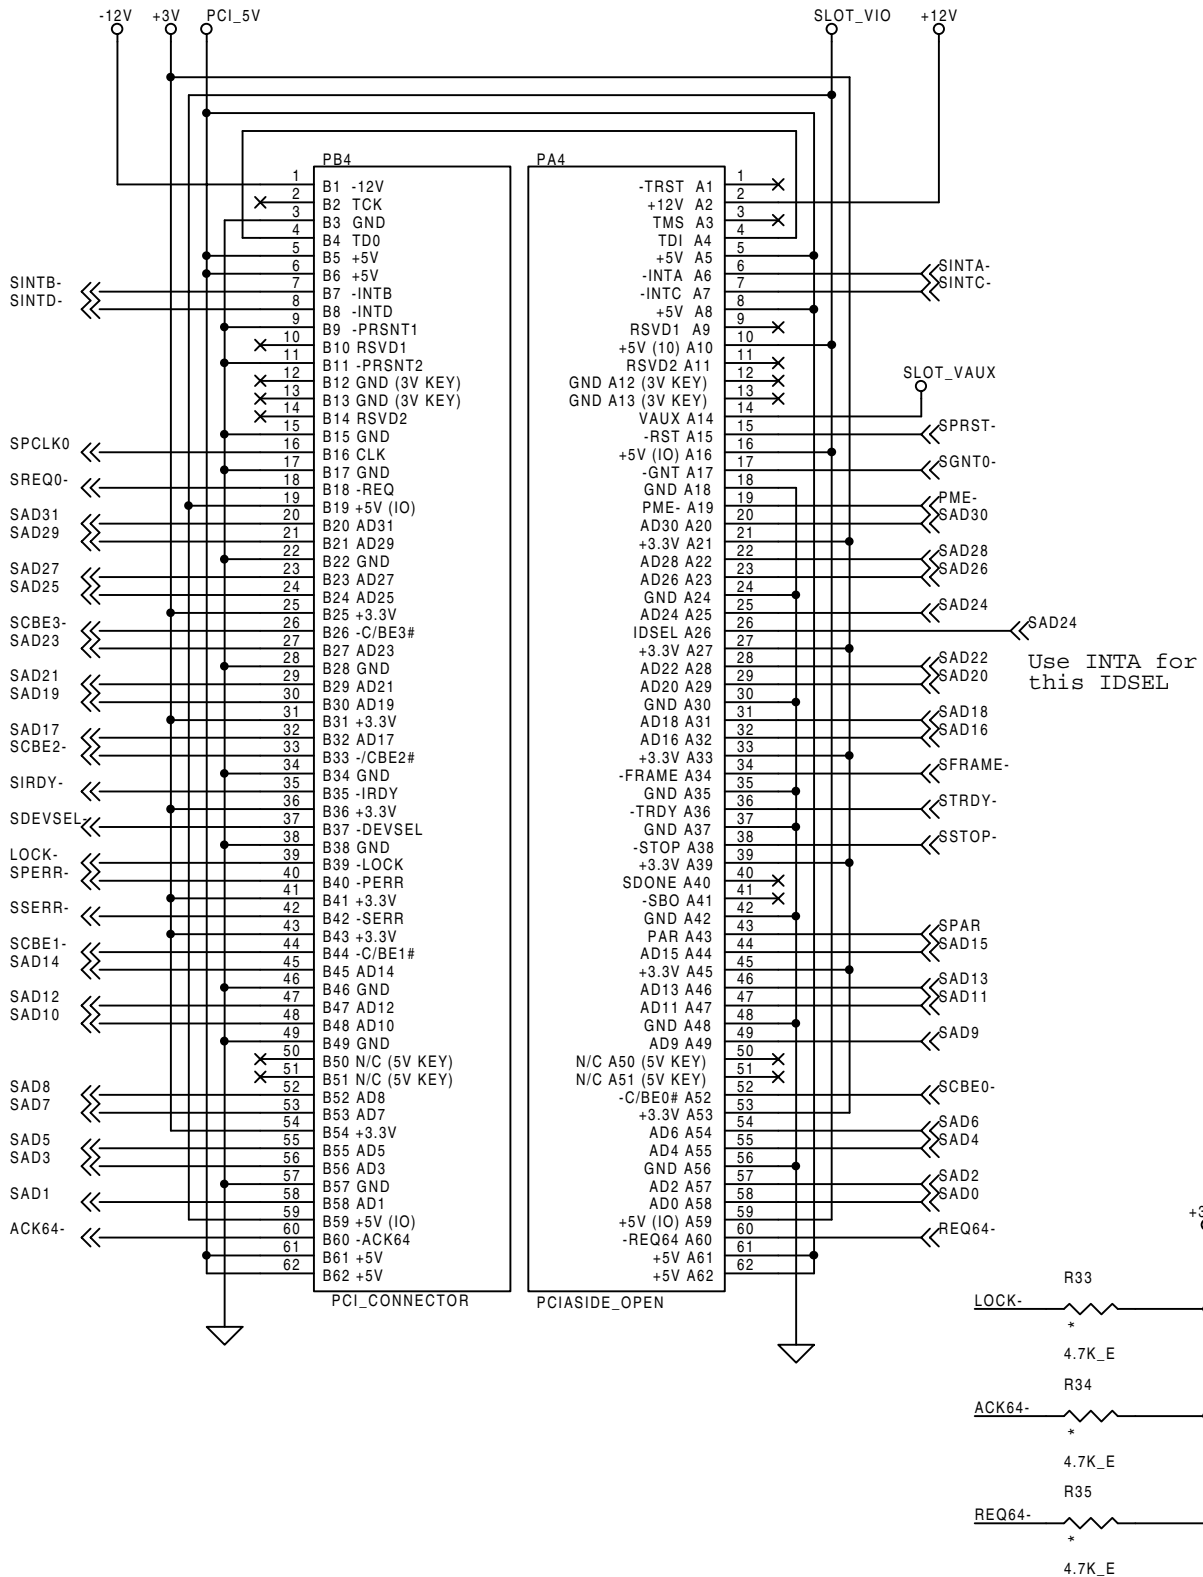 -12V +3V PCI_5V SLOT_VIO +12V
PB4 PA4
1 B1 -12V -TRST A1 1
2 B2 TCK +12V A2 2
3 B3 GND TMS A3 3
4 B4 TD0 TDI A4 4
5 B5 +5V +5V A5 5
6 B6 +5V -INTA A6 6 SINTA-
SINTB- 7 B7 -INTB -INTC A7 7 SINTC-
SINTD- 8 B8 -INTD +5V A8 8
9 B9 -PRSNT1 RSVD1 A9 9
10 B10 RSVD1 +5V (10) A10 10
11 B11 -PRSNT2 RSVD2 A11 11
12 B12 GND (3V KEY) GND A12 (3V KEY) 12
SLOT_VAUX
13 B13 GND (3V KEY) GND A13 (3V KEY) 13
14 B14 RSVD2 VAUX A14 14
15 B15 GND -RST A15 15 SPRST-
SPCLK0 16 B16 CLK +5V (IO) A16 16
17 B17 GND -GNT A17 17 SGNT0-
SREQ0- 18 B18 -REQ GND A18 18
19 B19 +5V (IO) PME- A19 19 PME-
SAD31 20 B20 AD31 AD30 A20 20 SAD30
SAD29 21 B21 AD29 +3.3V A21 21
22 B22 GND AD28 A22 22 SAD28
SAD27 23 B23 AD27 AD26 A23 23 SAD26
SAD25 24 B24 AD25 GND A24 24
25 B25 +3.3V AD24 A25 25 SAD24
SCBE3- 26 B26 -C/BE3# IDSEL A26 26 SAD24
SAD23 27 B27 AD23 +3.3V A27 27
28 B28 GND AD22 A28 28 SAD22
Use INTA for
this IDSEL
SAD21 29 B29 AD21 AD20 A29 29 SAD20
SAD19 30 B30 AD19 GND A30 30
31 B31 +3.3V AD18 A31 31 SAD18
SAD17 32 B32 AD17 AD16 A32 32 SAD16
SCBE2- 33 B33 -/CBE2# +3.3V A33 33
34 B34 GND -FRAME A34 34 SFRAME-
SIRDY- 35 B35 -IRDY GND A35 35
36 B36 +3.3V -TRDY A36 36 STRDY-
SDEVSEL- 37 B37 -DEVSEL GND A37 37
38 B38 GND -STOP A38 38 SSTOP-
LOCK- 39 B39 -LOCK +3.3V A39 39
SPERR- 40 B40 -PERR SDONE A40 40
41 B41 +3.3V -SBO A41 41
SSERR- 42 B42 -SERR GND A42 42
43 B43 +3.3V PAR A43 43 SPAR
SCBE1- 44 B44 -C/BE1# AD15 A44 44 SAD15
SAD14 45 B45 AD14 +3.3V A45 45
46 B46 GND AD13 A46 46 SAD13
SAD12 47 B47 AD12 AD11 A47 47 SAD11
SAD10 48 B48 AD10 GND A48 48
49 B49 GND AD9 A49 49 SAD9
50 B50 N/C (5V KEY) N/C A50 (5V KEY) 50
51 B51 N/C (5V KEY) N/C A51 (5V KEY) 51
SAD8 52 B52 AD8 -C/BE0# A52 52 SCBE0-
SAD7 53 B53 AD7 +3.3V A53 53
54 B54 +3.3V AD6 A54 54 SAD6
SAD5 55 B55 AD5 AD4 A55 55 SAD4
SAD3 56 B56 AD3 GND A56 56
57 B57 GND AD2 A57 57 SAD2
SAD1 58 B58 AD1 AD0 A58 58 SAD0
59 B59 +5V (IO) +5V (IO) A59 59
ACK64- 60 B60 -ACK64 -REQ64 A60 60 REQ64-
61 B61 +5V +5V A61 61
62 B62 +5V +5V A62 62
PCI_CONNECTOR PCIASIDE_OPEN
R33
LOCK-
*
4.7K_E
R34
ACK64-
*
4.7K_E
R35
REQ64-
*
4.7K_E